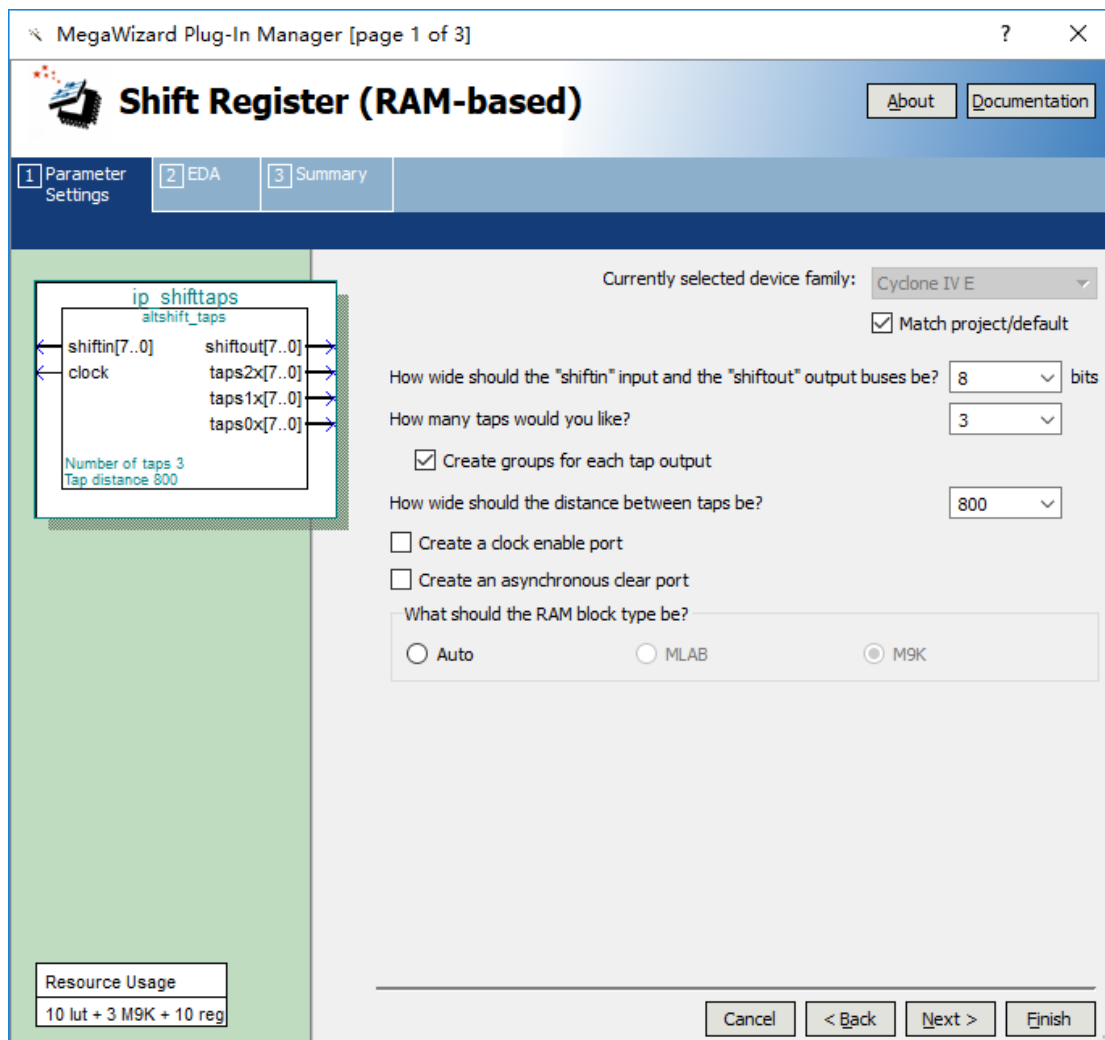 MegaWizard Plug-In Manager [page 1 of 3]
?
Shift Register (RAM-based)
About
Documentation
1 Parameter Settings
2 EDA
3 Summary
Currently selected device family:
Cyclone IV E
Match project/default
ip_shifttaps
altshift_taps
shiftin[7..0]
shiftout[7..0]
clock
taps2x[7..0]
taps1x[7..0]
taps0x[7..0]
Number of taps 3
Tap distance 800
How wide should the "shiftin" input and the "shiftout" output buses be? 8 bits
How many taps would you like? 3
Create groups for each tap output
How wide should the distance between taps be? 800
Create a clock enable port
Create an asynchronous clear port
What should the RAM block type be?
Auto
MLAB
M9K
Resource Usage
10 lut + 3 M9K + 10 reg
Cancel
< Back
Next >
Finish